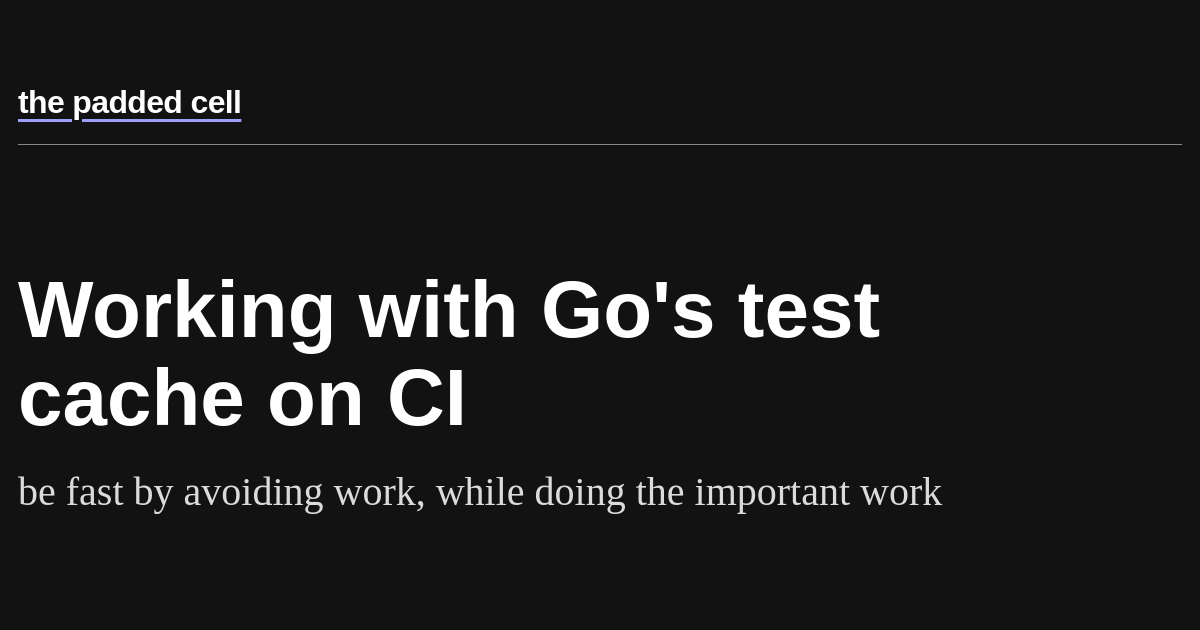 the padded cell
Working with Go's test
cache on CI
be fast by avoiding work, while doing the important work